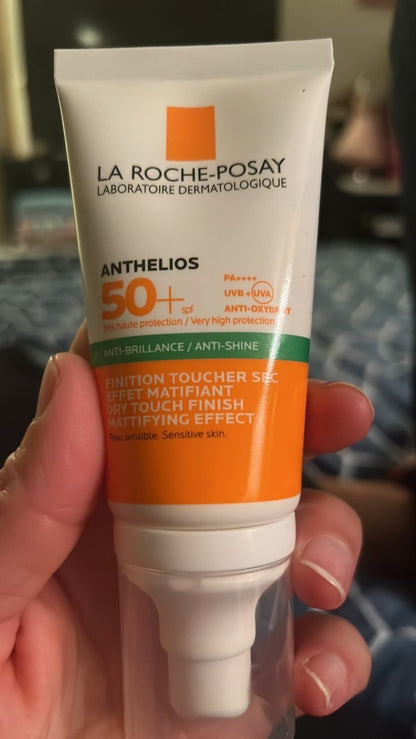 LA ROCHE-POSAY
LABORATOIRE DERMATOLOGIQUE
ANTHELIOS
50+ spf
PA++++
UVB+UVA
ANTI-OXYDANT
Très haute protection / Very high protection
ANTI-BRILLANCE / ANTI-SHINE
FINITION TOUCHER SEC
EFFET MATIFIANT
DRY TOUCH FINISH
MATTIFYING EFFECT
Peau sensible. Sensitive skin.